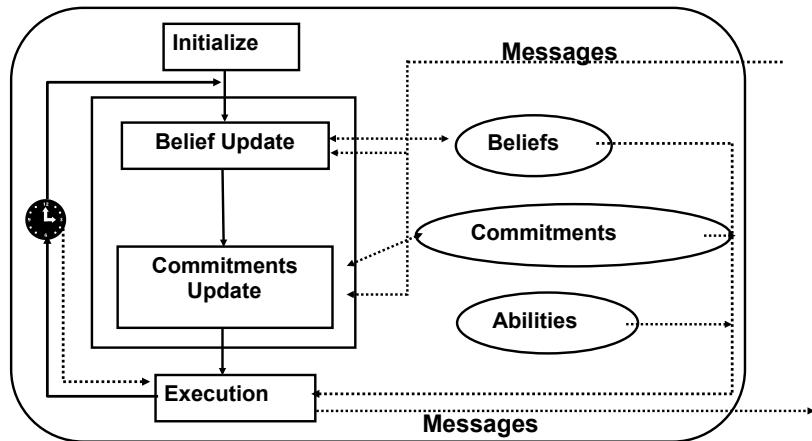 Initialize
Messages
Belief Update
Beliefs
Commitments
Commitments
Update
Abilities
Execution
Messages